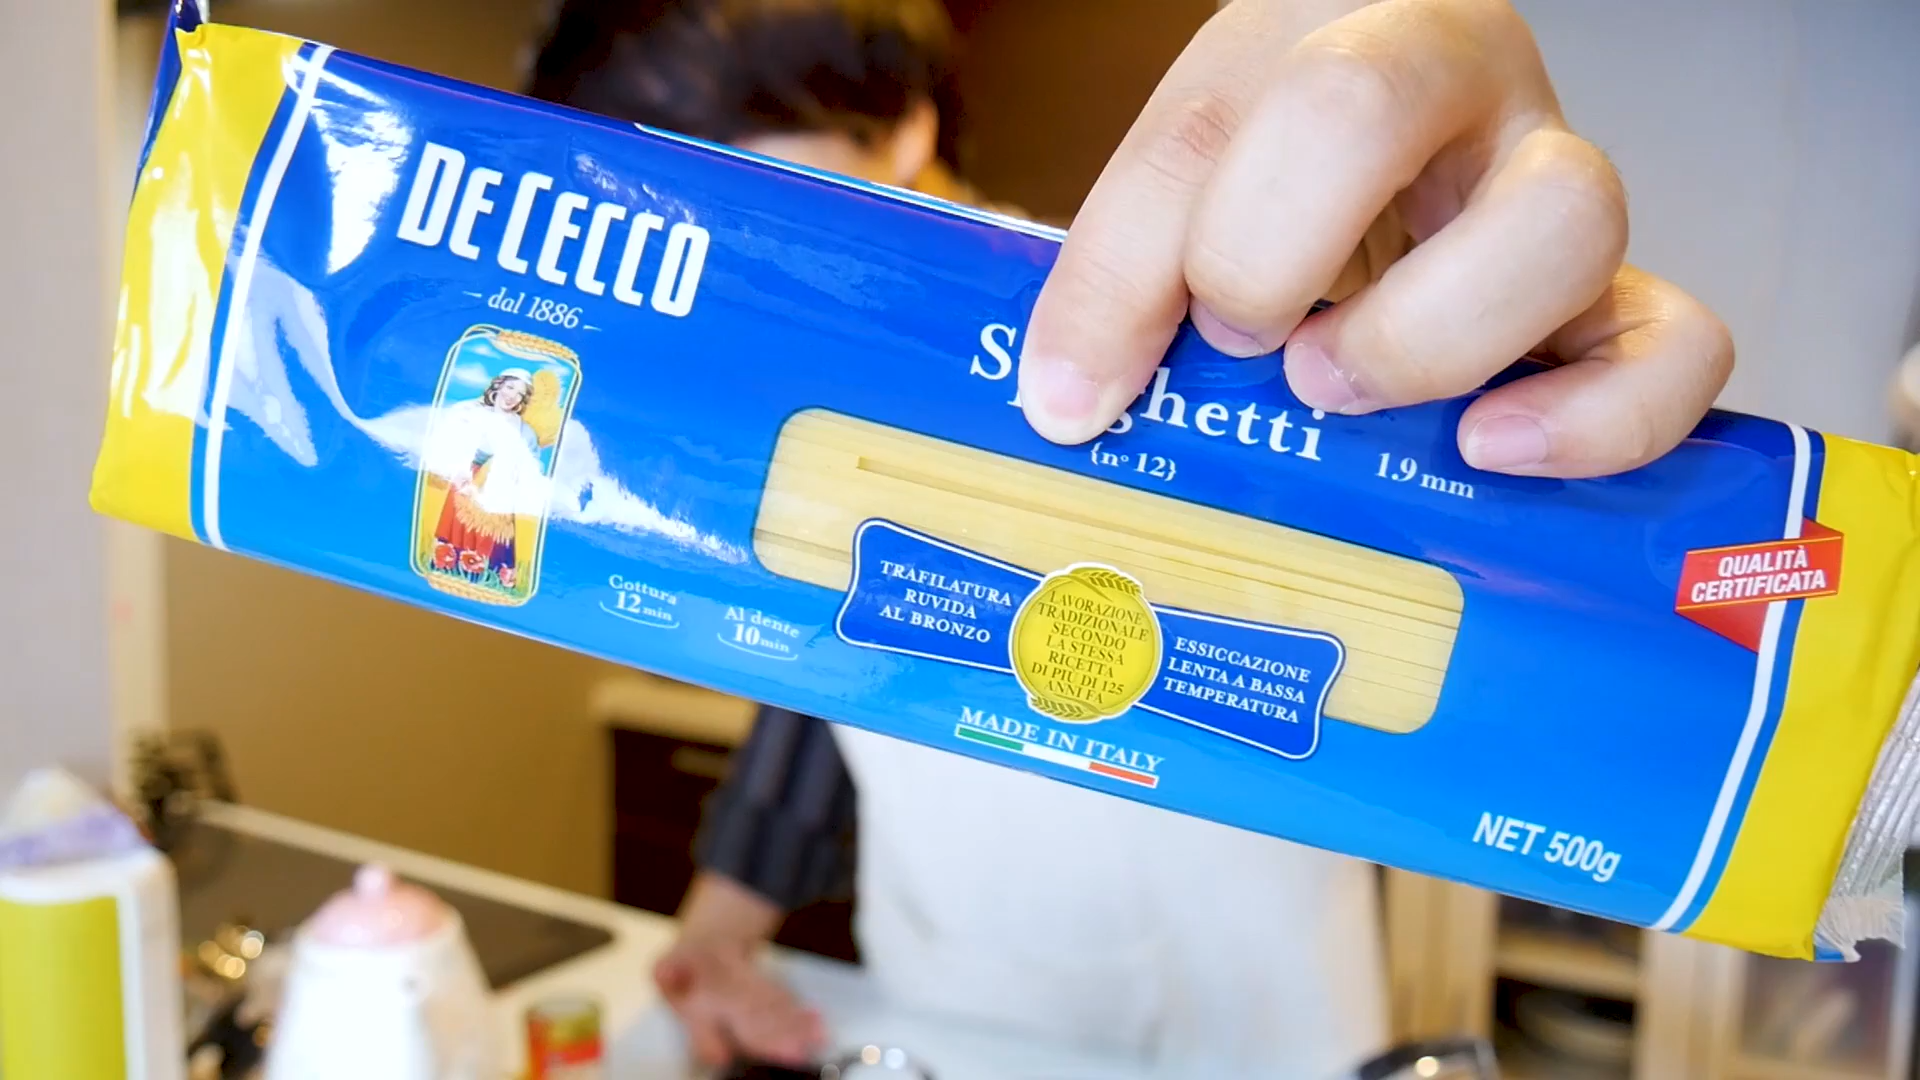 DE CECCO
dal 1886
Spaghetti
{n° 12}
1.9 mm
Cottura
12 min
Al dente
10 min
TRAFILATURA
RUVIDA
AL BRONZO
LAVORAZIONE
TRADIZIONALE
SECONDO
LA STESSA
RICETTA
DI PIÙ DI 125
ANNI FA
ESSICCAZIONE
LENTA A BASSA
TEMPERATURA
MADE IN ITALY
QUALITÀ
CERTIFICATA
NET 500g